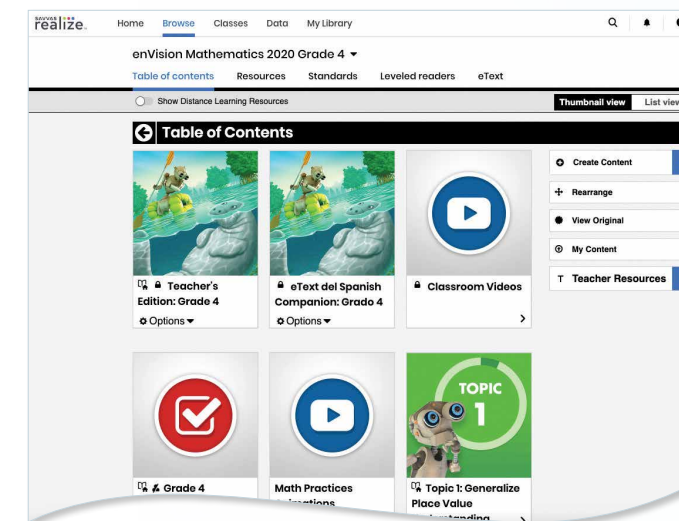 SAVVAS
realize.
Home Browse Classes Data My Library
enVision Mathematics 2020 Grade 4
Table of contents Resources Standards Leveled readers eText
Show Distance Learning Resources
Thumbnail view List view
Table of Contents
Teacher's
Edition: Grade 4
Options
eText del Spanish
Companion: Grado 4
Options
Classroom Videos
Create Content
Rearrange
View Original
My Content
T Teacher Resources
Grade 4
Math Practices
TOPIC
1
Topic 1: Generalize
Place Value